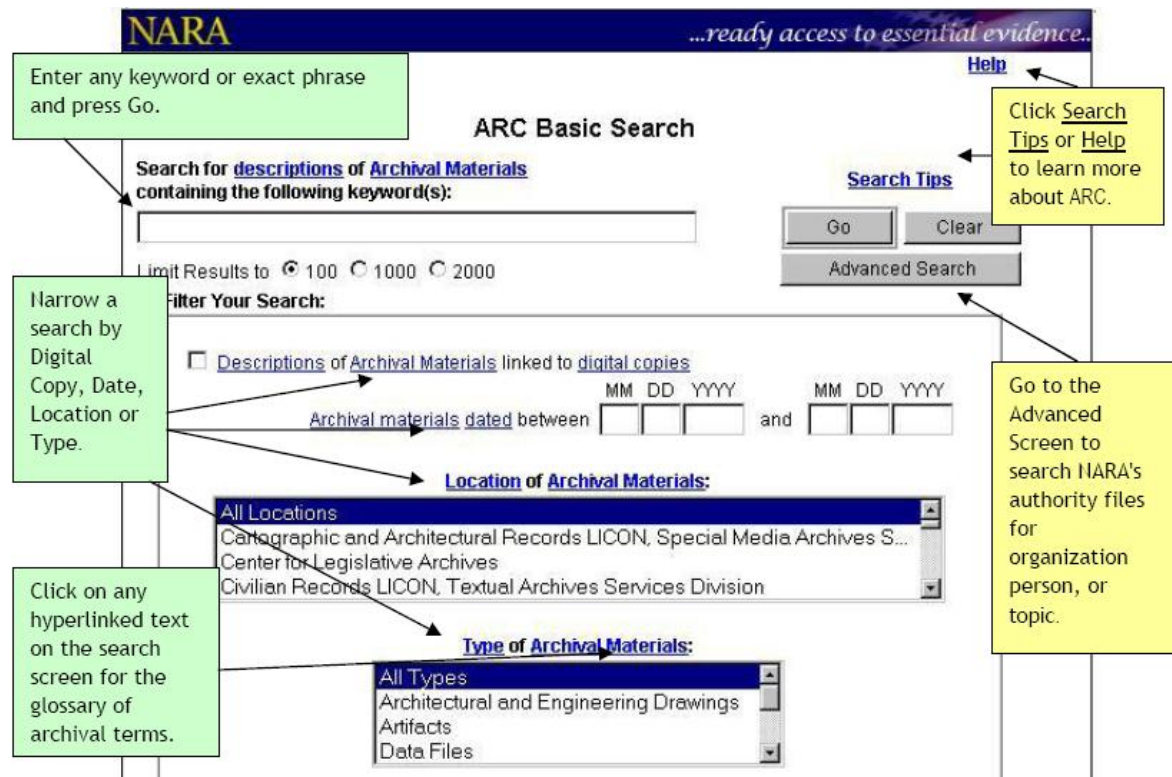 NARA
...ready access to essential evidence..
Help
Enter any keyword or exact phrase
and press Go.
Click Search
Tips or Help
to learn more
about ARC.
ARC Basic Search
Search for descriptions of Archival Materials
containing the following keyword(s):
Search Tips
Go
Clear
Limit Results to 100 1000 2000
Advanced Search
Filter Your Search:
Narrow a
search by
Digital
Copy, Date,
Location or
Type.
Descriptions of Archival Materials linked to digital copies
MM DD YYYY MM DD YYYY
Archival materials dated between and
Go to the
Advanced
Screen to
search NARA's
authority files
for
organization
person, or
topic.
Location of Archival Materials:
All Locations
Cartographic and Architectural Records LICON, Special Media Archives S...
Center for Legislative Archives
Civilian Records LICON, Textual Archives Services Division
Click on any
hyperlinked text
on the search
screen for the
glossary of
archival terms.
Type of Archival Materials:
All Types
Architectural and Engineering Drawings
Artifacts
Data Files